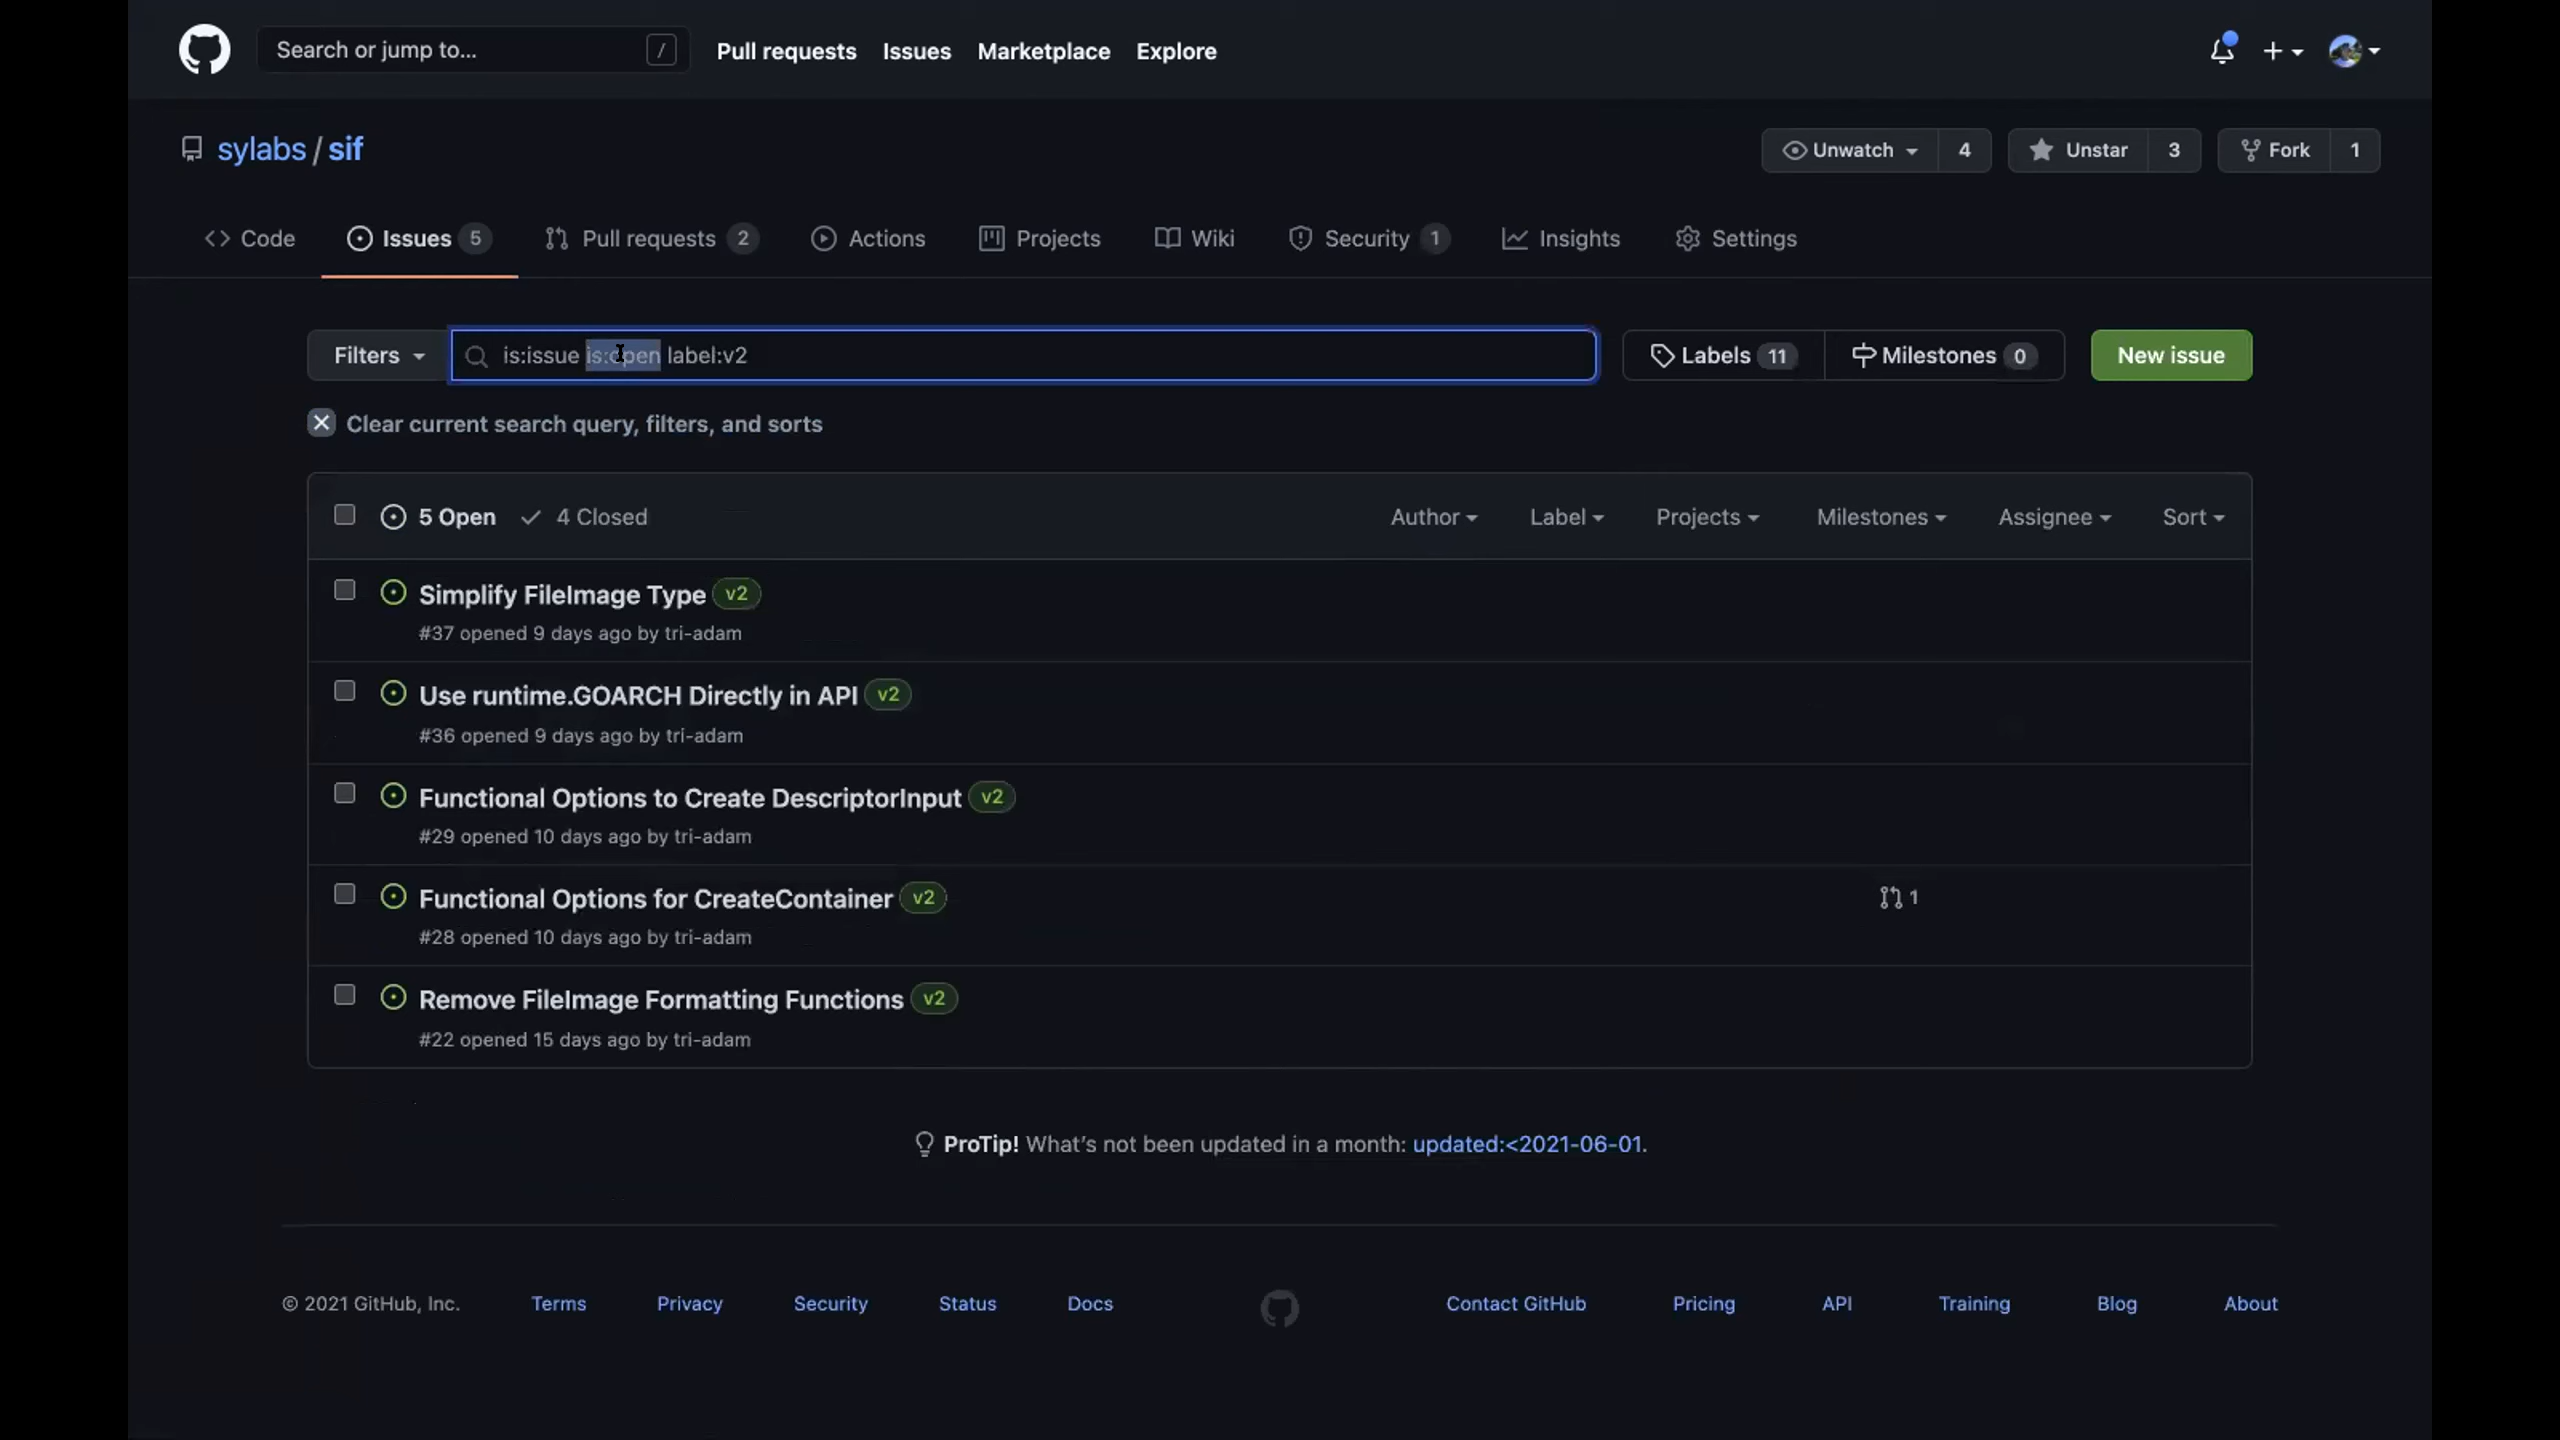 Search or jump to... / Pull requests Issues Marketplace Explore
sylabs / sif Unwatch 4 Unstar 3 Fork 1
Code Issues 5 Pull requests 2 Actions Projects Wiki Security 1 Insights Settings
Filters is:issue is:open label:v2 Labels 11 Milestones 0 New issue
Clear current search query, filters, and sorts
5 Open 4 Closed Author Label Projects Milestones Assignee Sort
Simplify FileImage Type v2
#37 opened 9 days ago by tri-adam
Use runtime.GOARCH Directly in API v2
#36 opened 9 days ago by tri-adam
Functional Options to Create DescriptorInput v2
#29 opened 10 days ago by tri-adam
Functional Options for CreateContainer v2 1
#28 opened 10 days ago by tri-adam
Remove FileImage Formatting Functions v2
#22 opened 15 days ago by tri-adam
ProTip! What's not been updated in a month: updated:<2021-06-01.
© 2021 GitHub, Inc. Terms Privacy Security Status Docs Contact GitHub Pricing API Training Blog About